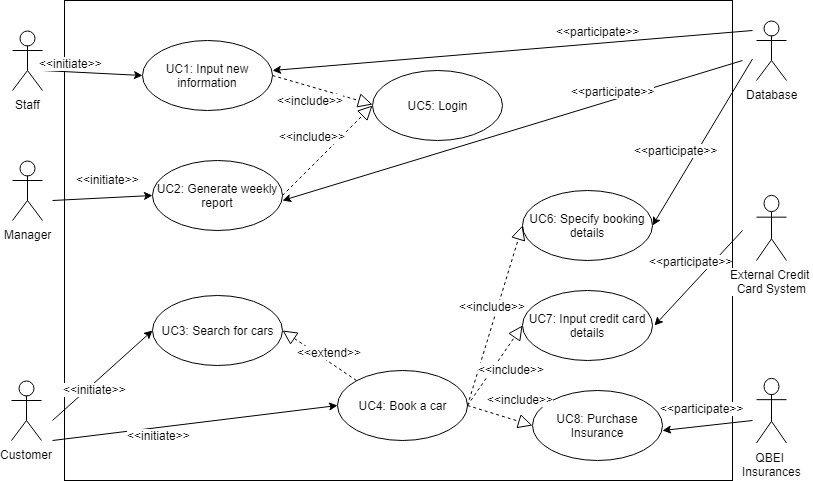 <<participate>>
<<initiate>>
UC1: Input new
information
Staff
<<include>>
UC5: Login
<<participate>>
Database
<<include>>
<<participate>>
<<initiate>>
UC2: Generate weekly
report
Manager
UC6: Specify booking
details
<<participate>>
External Credit
Card System
<<include>>
UC7: Input credit card
details
UC3: Search for cars
<<extend>>
<<include>>
<<initiate>>
UC4: Book a car
<<include>>
<<participate>>
UC8: Purchase
Insurance
<<initiate>>
Customer
QBEI
Insurances